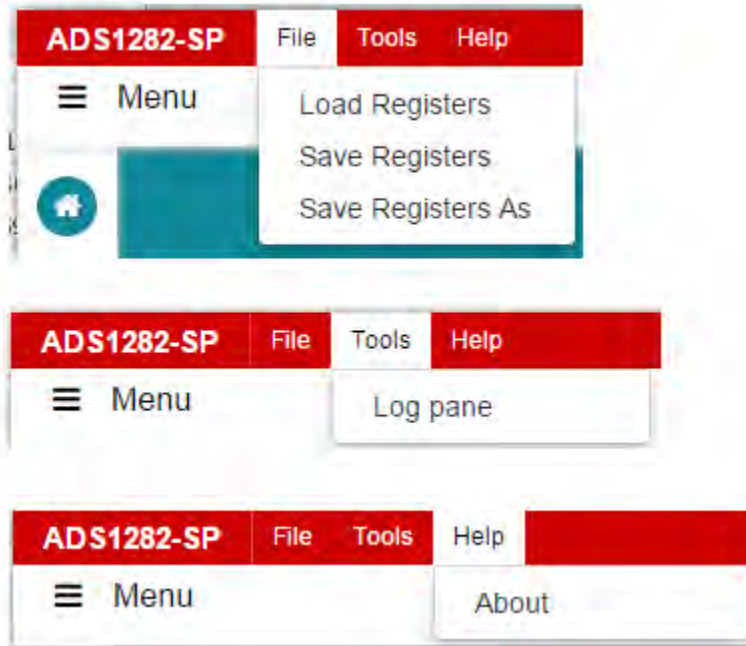 ADS1282-SP File Tools Help
Menu
Load Registers
Save Registers
Save Registers As
ADS1282-SP File Tools Help
Menu
Log pane
ADS1282-SP File Tools Help
Menu
About